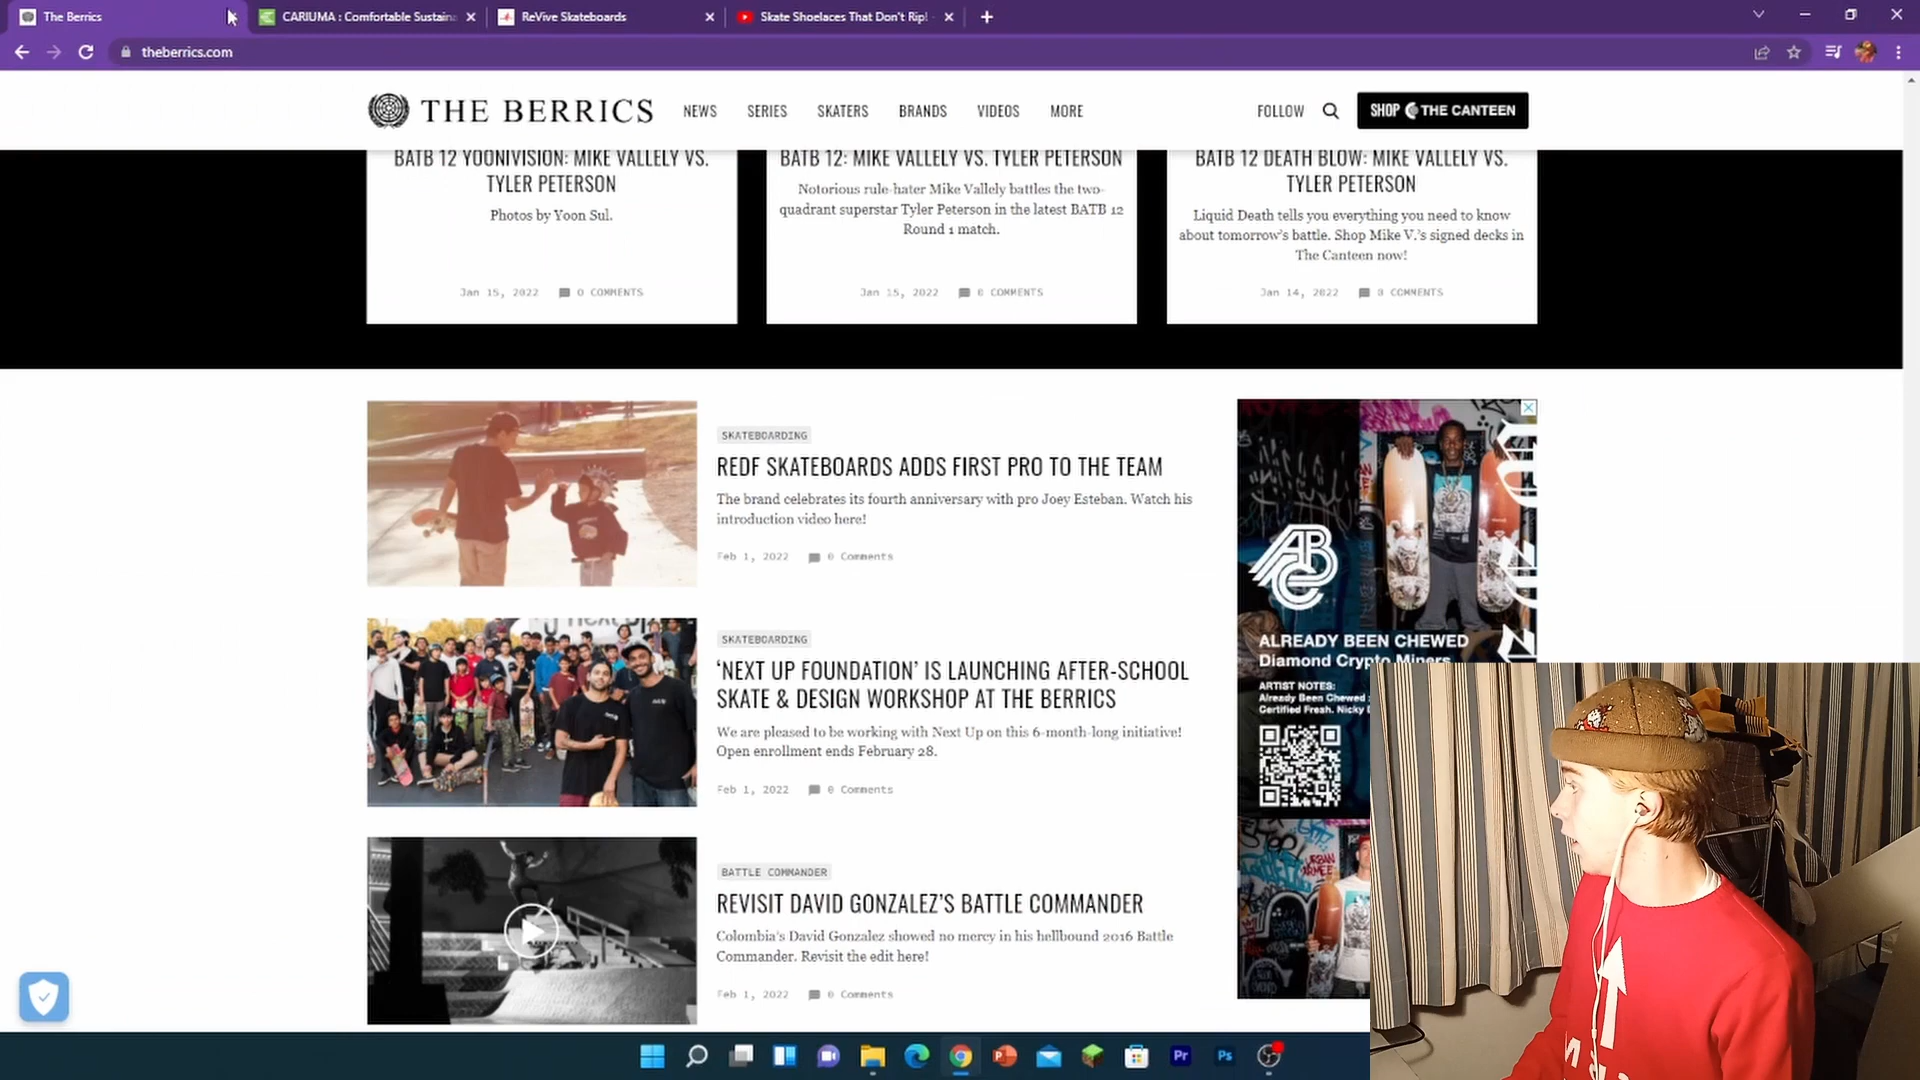 The Berrics
CARIUMA : Comfortable Sustain
ReVive Skateboards
Skate Shoelaces That Don't Rip!
theberrics.com
THE BERRICS
NEWS SERIES SKATERS BRANDS VIDEOS MORE
FOLLOW
SHOP THE CANTEEN
BATB 12 YOONIVISION: MIKE VALLELY VS.
TYLER PETERSON
Photos by Yoon Sul.
Jan 15, 2022 0 COMMENTS
BATB 12: MIKE VALLELY VS. TYLER PETERSON
Notorious rule-hater Mike Vallely battles the two-
quadrant superstar Tyler Peterson in the latest BATB 12
Round 1 match.
Jan 15, 2022 0 COMMENTS
BATB 12 DEATH BLOW: MIKE VALLELY VS.
TYLER PETERSON
Liquid Death tells you everything you need to know
about tomorrow's battle. Shop Mike V.'s signed decks in
The Canteen now!
Jan 14, 2022 0 COMMENTS
SKATEBOARDING
REDF SKATEBOARDS ADDS FIRST PRO TO THE TEAM
The brand celebrates its fourth anniversary with pro Joey Esteban. Watch his
introduction video here!
Feb 1, 2022 0 Comments
SKATEBOARDING
‘NEXT UP FOUNDATION’ IS LAUNCHING AFTER-SCHOOL
SKATE & DESIGN WORKSHOP AT THE BERRICS
We are pleased to be working with Next Up on this 6-month-long initiative!
Open enrollment ends February 28.
Feb 1, 2022 0 Comments
BATTLE COMMANDER
REVISIT DAVID GONZALEZ’S BATTLE COMMANDER
Colombia's David Gonzalez showed no mercy in his hellbound 2016 Battle
Commander. Revisit the edit here!
Feb 1, 2022 0 Comments
ABC
ALREADY BEEN CHEWED
Diamond Crypto Miners
ARTIST NOTES:
Already Been Chewed
Certified Fresh. Nicky D
URBAN
ARMEE
Pr
Ps